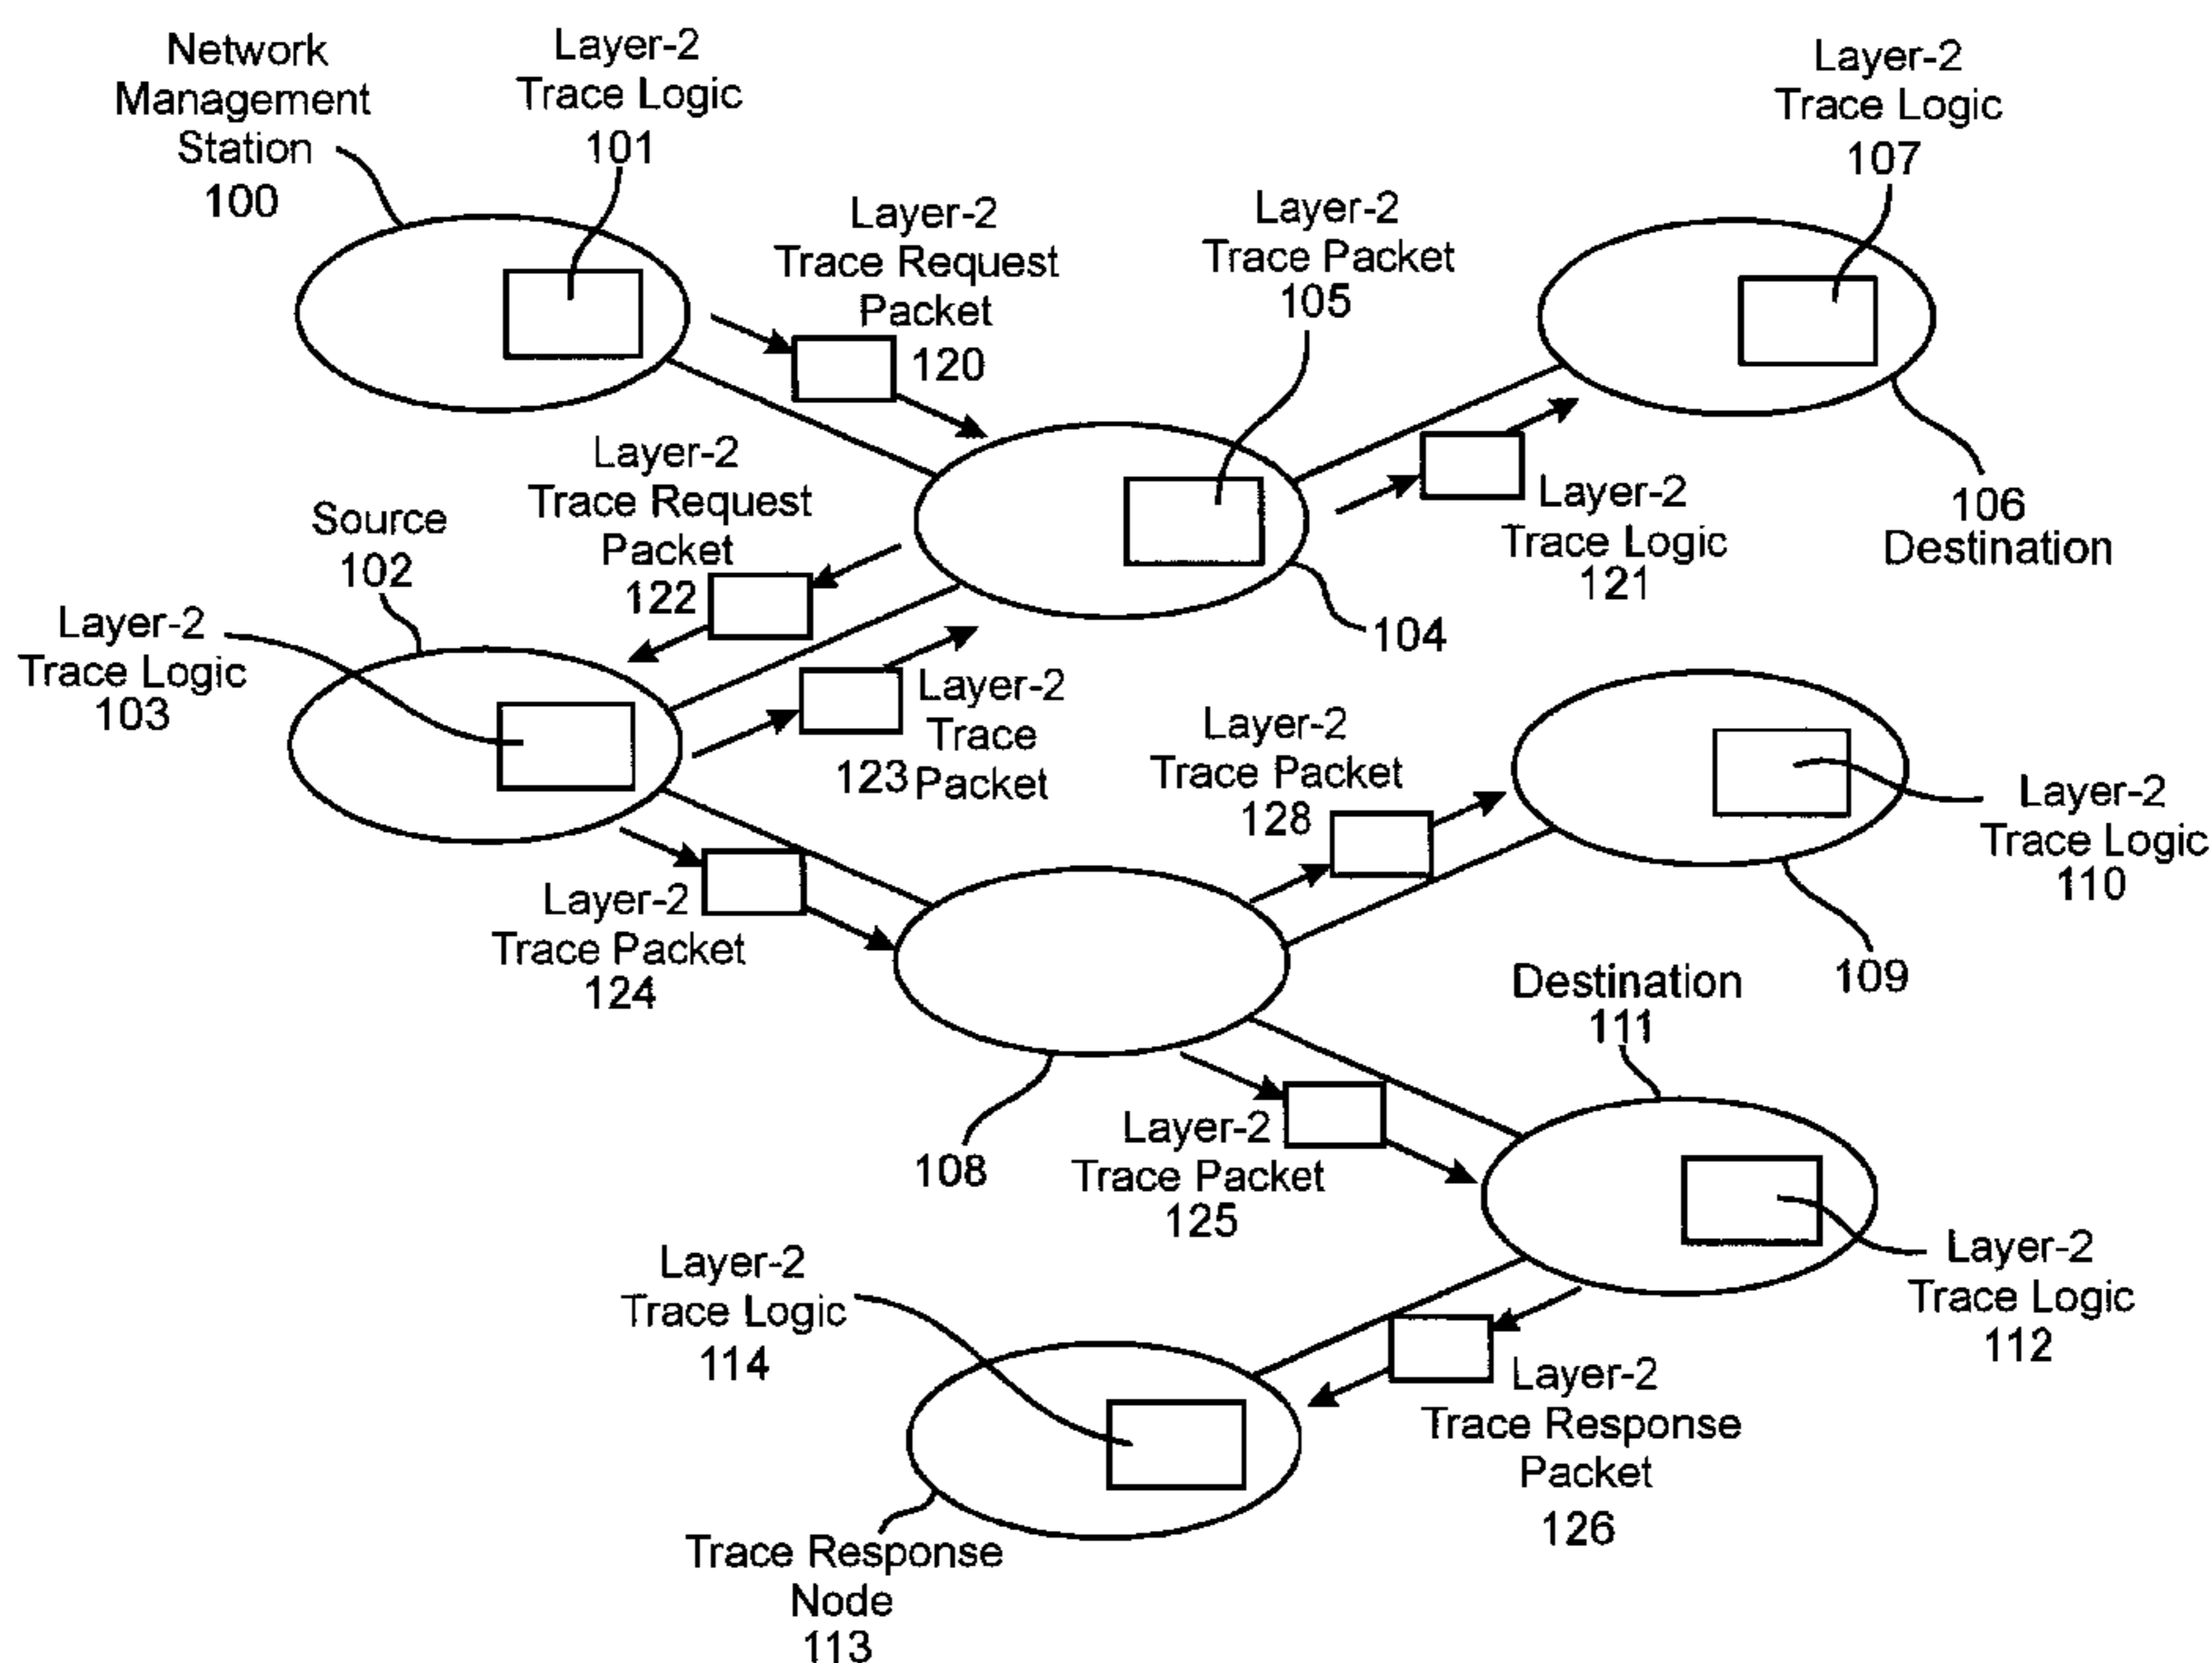 Network
Management
Station
100
Layer-2
Trace Logic
101
Layer-2
Trace Logic
107
Layer-2
Trace Request
Packet
120
Layer-2
Trace Packet
105
Layer-2
Trace Request
Packet
122
Layer-2
Trace Logic
121
106
Destination
Source
102
104
Layer-2
Trace Logic
103
Layer-2
Trace
Packet
123
Layer-2
Trace Packet
128
Layer-2
Trace Logic
110
Layer-2
Trace Packet
124
109
Destination
111
108
Layer-2
Trace Packet
125
Layer-2
Trace Logic
112
Layer-2
Trace Logic
114
Layer-2
Trace Response
Packet
126
Trace Response
Node
113